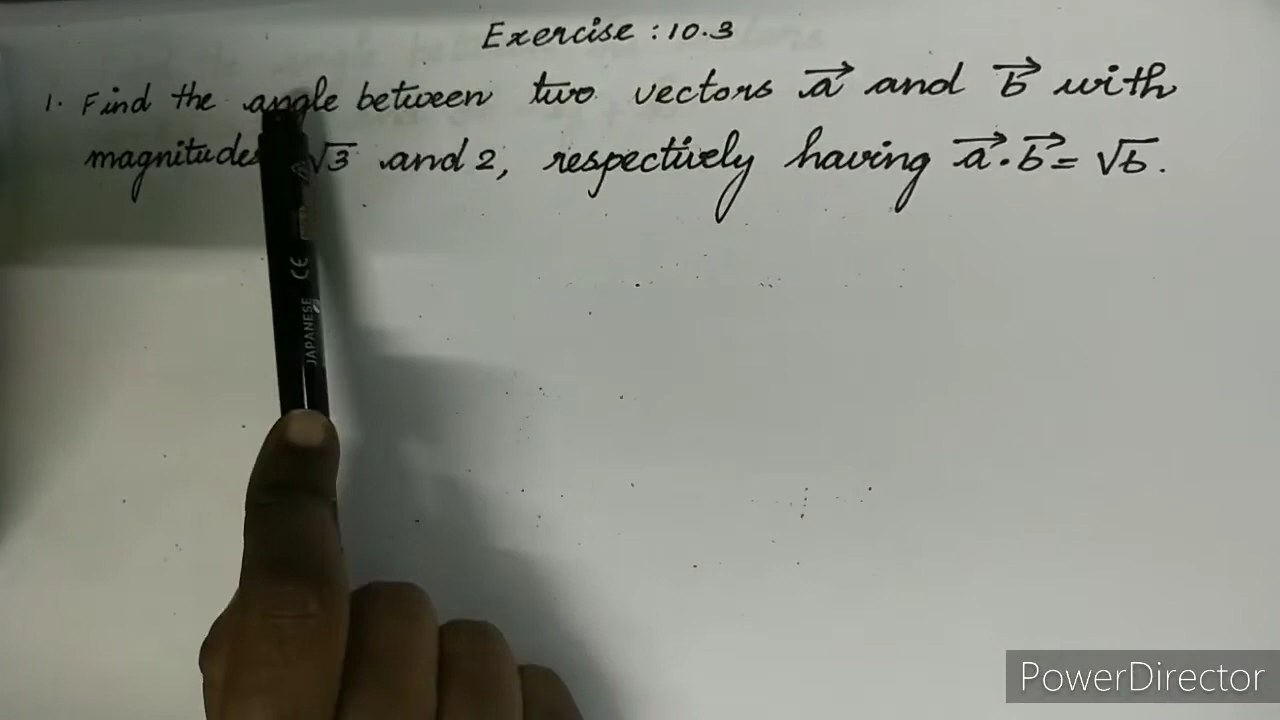 Exercise : 10.3
1. Find the angle between two vectors a⃗ and b⃗ with
magnitudes √3 and 2, respectively having a⃗·b⃗ = √6.
CE
JAPANESE
PowerDirector